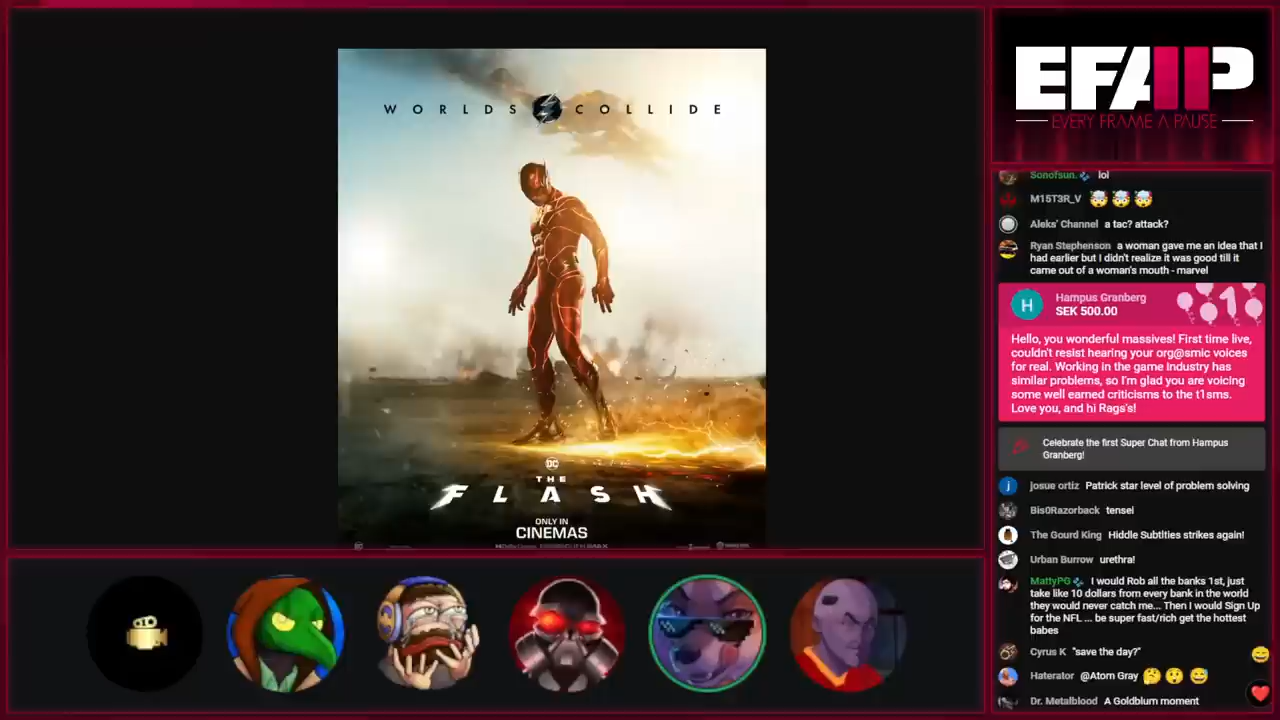 WORLDS COLLIDE
DC
THE
FLASH
ONLY IN
CINEMAS
EFAP
EVERY FRAME A PAUSE
Sonofsun. lol
M15T3R_V
Aleks' Channel a tac? attack?
Ryan Stephenson a woman gave me an idea that I
had earlier but I didn't realize it was good till it
came out of a woman's mouth - marvel
H
Hampus Granberg
SEK 500.00
Hello, you wonderful massives! First time live,
couldn't resist hearing your org@smic voices
for real. Working in the game industry has
similar problems, so I'm glad you are voicing
some well earned criticisms to the t1sms.
Love you, and hi Rags's!
Celebrate the first Super Chat from Hampus
Granberg!
j josue ortiz Patrick star level of problem solving
Bis0Razorback tensei
The Gourd King Hiddle Subtitles strikes again!
Urban Burrow urethra!
MattyPG I would Rob all the banks 1st, just
take like 10 dollars from every bank in the world
they would never catch me... Then I would Sign Up
for the NFL ... be super fast/rich get the hottest
babes
Cyrus K "save the day?"
Haterator @Atom Gray
Dr. Metalblood A Goldblum moment